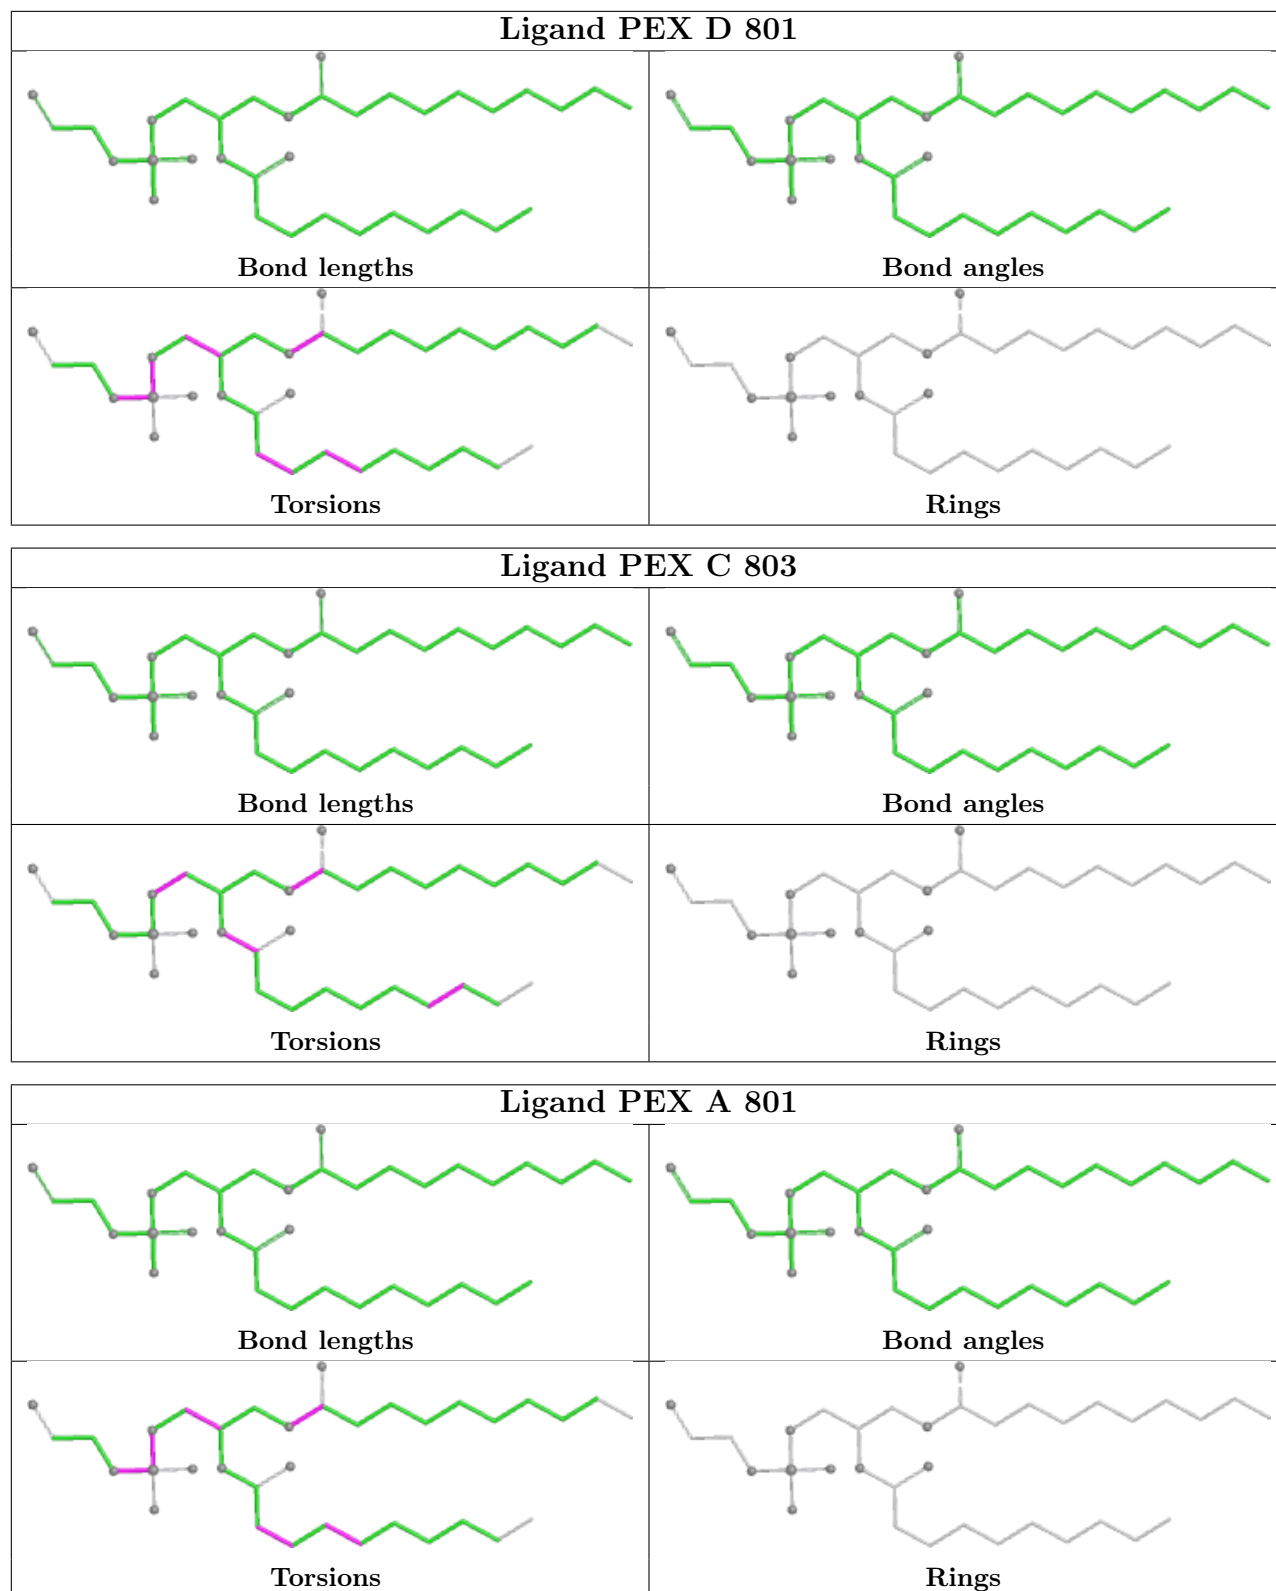 Ligand PEX D 801
Bond lengths
Bond angles
Torsions
Rings
Ligand PEX C 803
Bond lengths
Bond angles
Torsions
Rings
Ligand PEX A 801
Bond lengths
Bond angles
Torsions
Rings